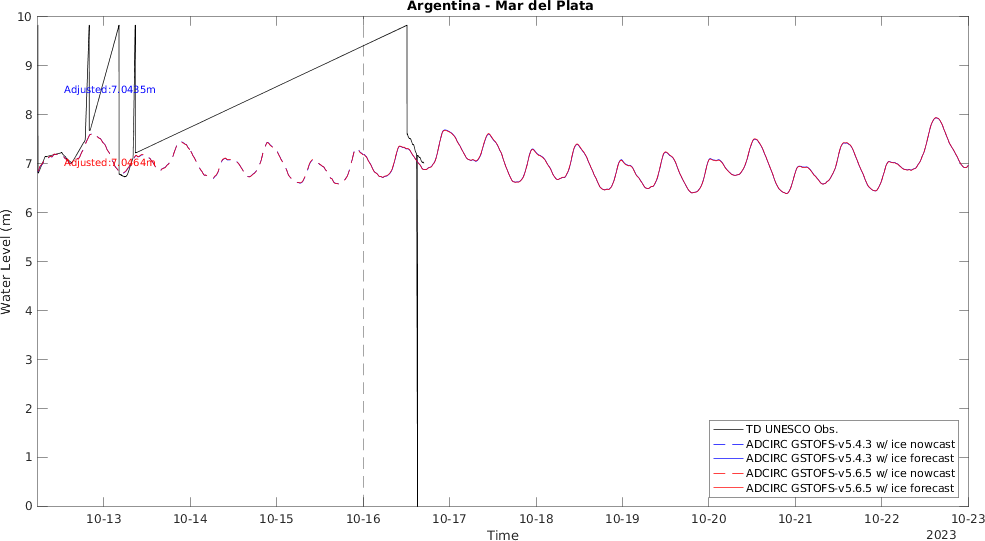 Argentina - Mar del Plata
10
9
8
7
6
5
4
3
2
1
0
Water Level (m)
Adjusted:7.0435m
Adjusted:7.0464m
TD UNESCO Obs.
ADCIRC GSTOFS-v5.4.3 w/ ice nowcast
ADCIRC GSTOFS-v5.4.3 w/ ice forecast
ADCIRC GSTOFS-v5.6.5 w/ ice nowcast
ADCIRC GSTOFS-v5.6.5 w/ ice forecast
10-13 10-14 10-15 10-16 10-17 10-18 10-19 10-20 10-21 10-22 10-23
Time
2023